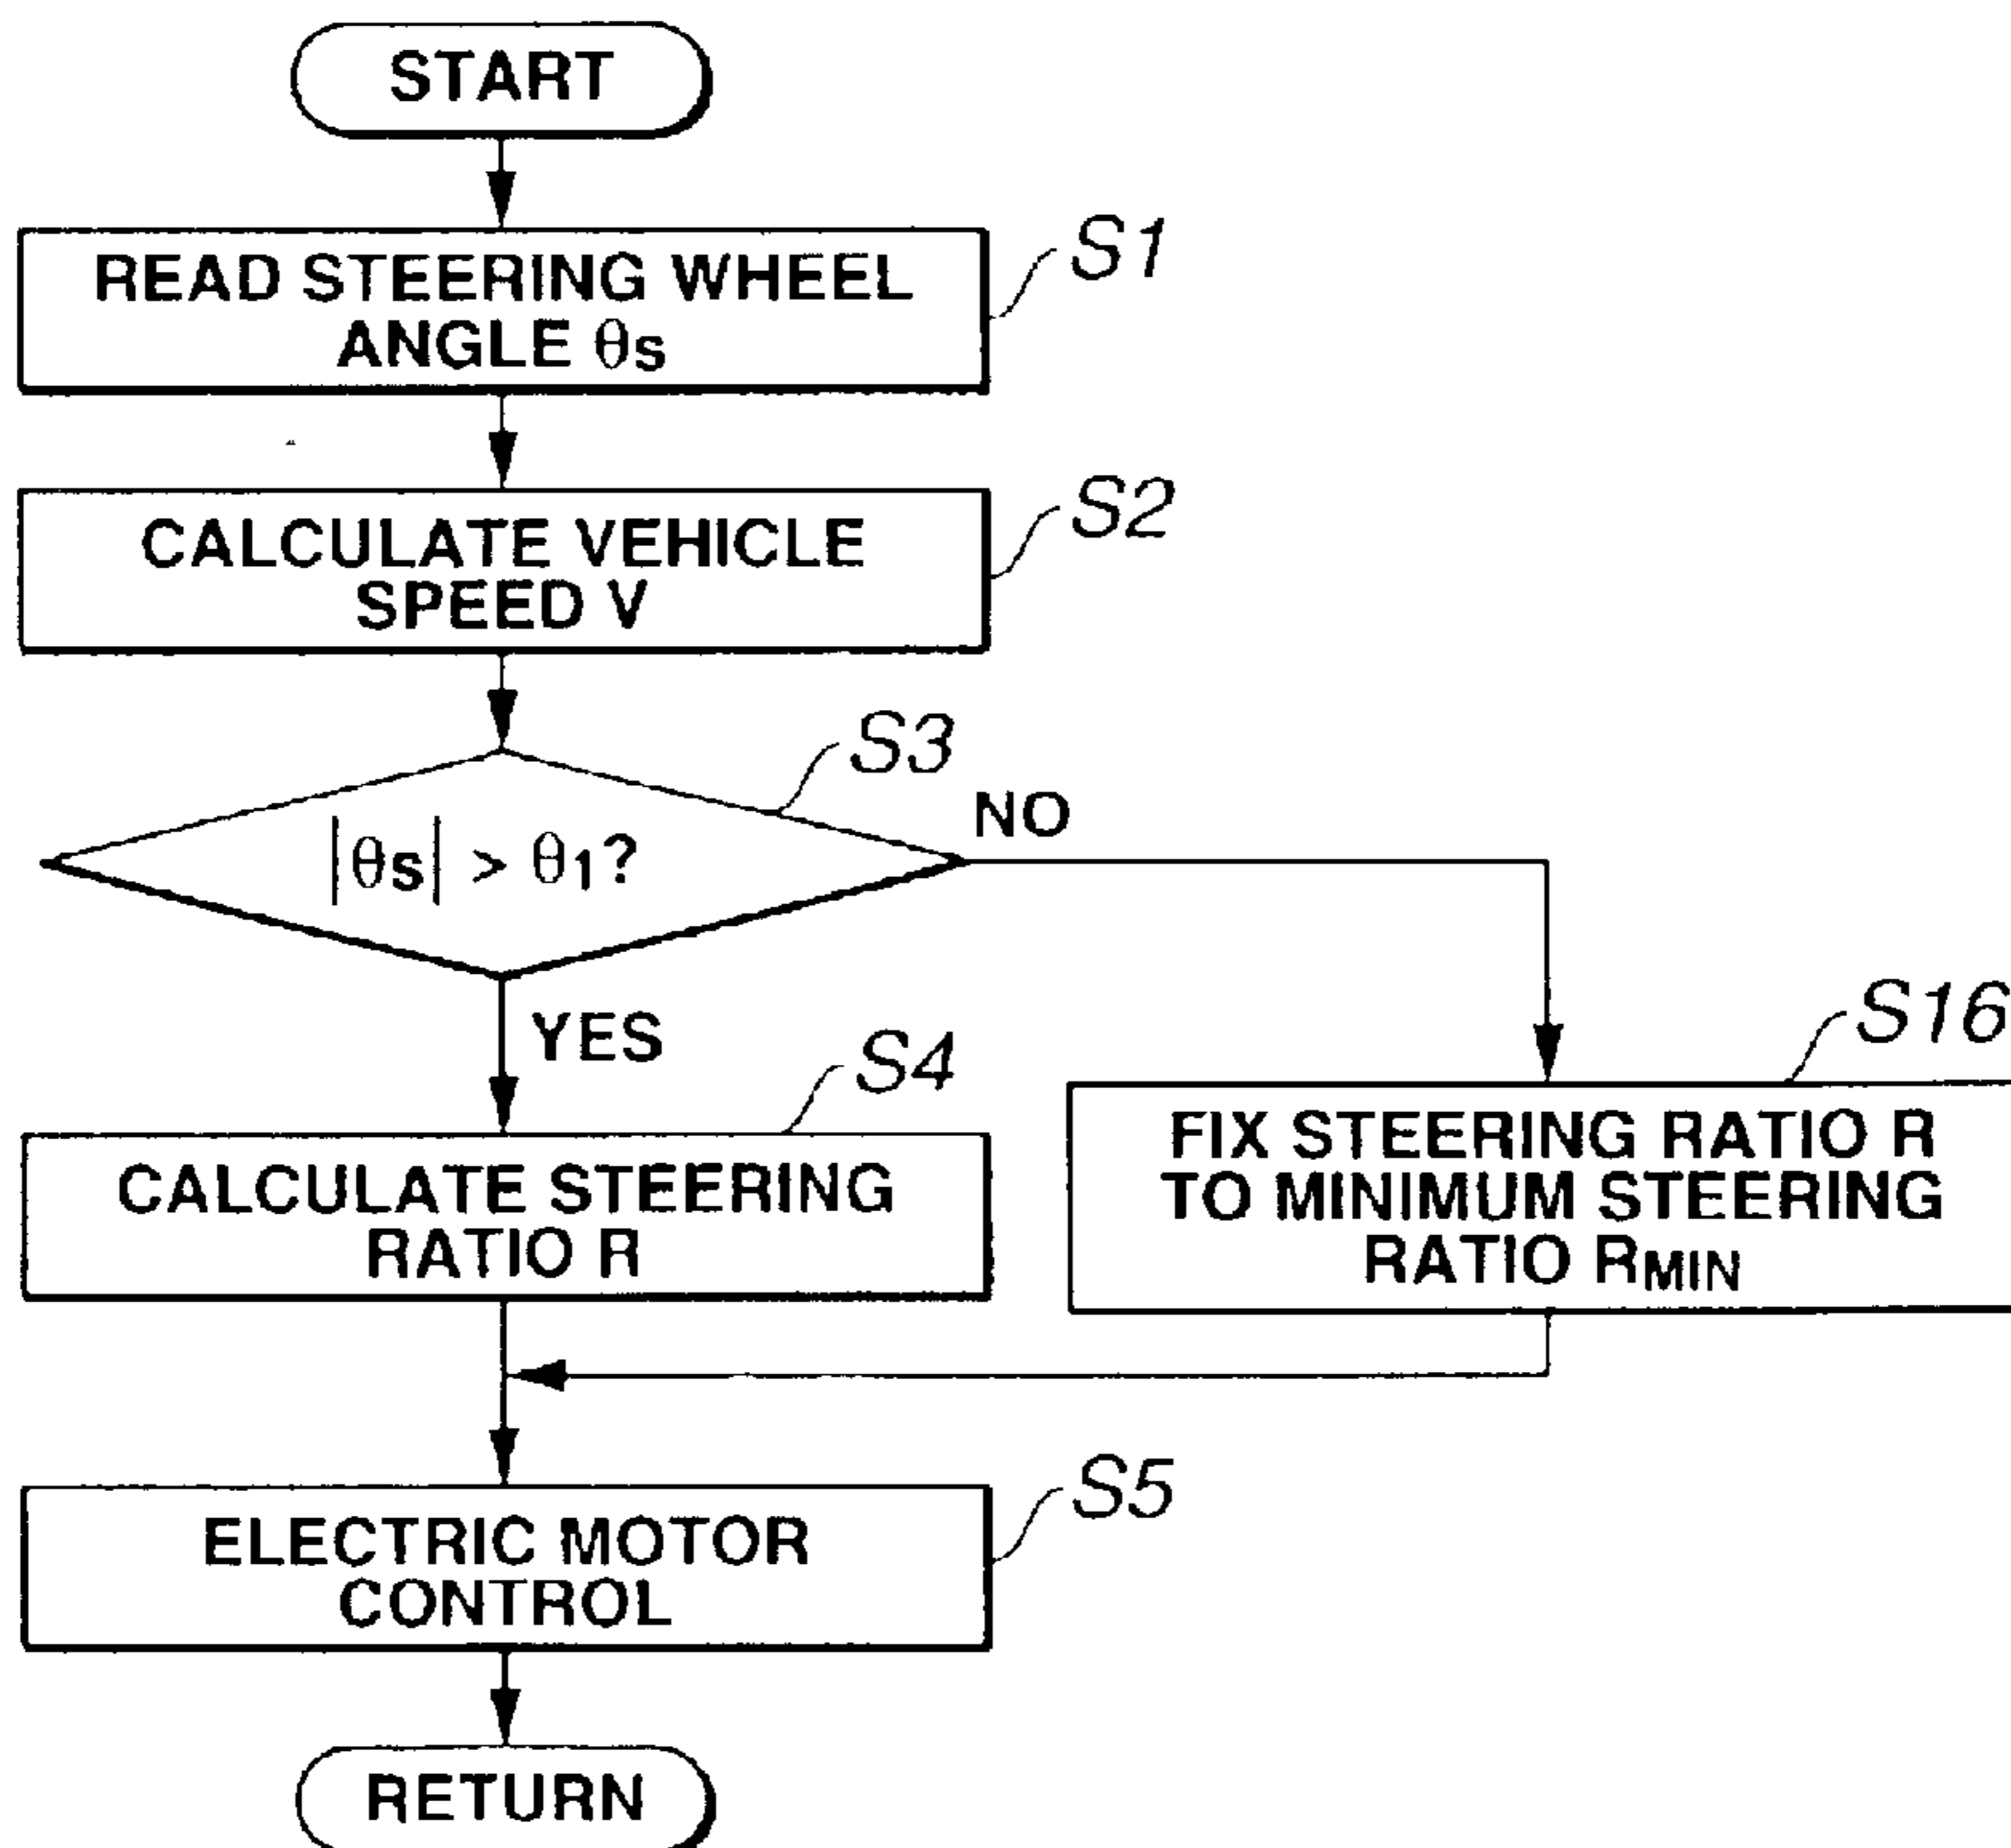 START
READ STEERING WHEEL
ANGLE θs
S1
CALCULATE VEHICLE
SPEED V
S2
S3
|θs| > θ1?
NO
YES
S4
CALCULATE STEERING
RATIO R
S16
FIX STEERING RATIO R
TO MINIMUM STEERING
RATIO RMIN
S5
ELECTRIC MOTOR
CONTROL
RETURN